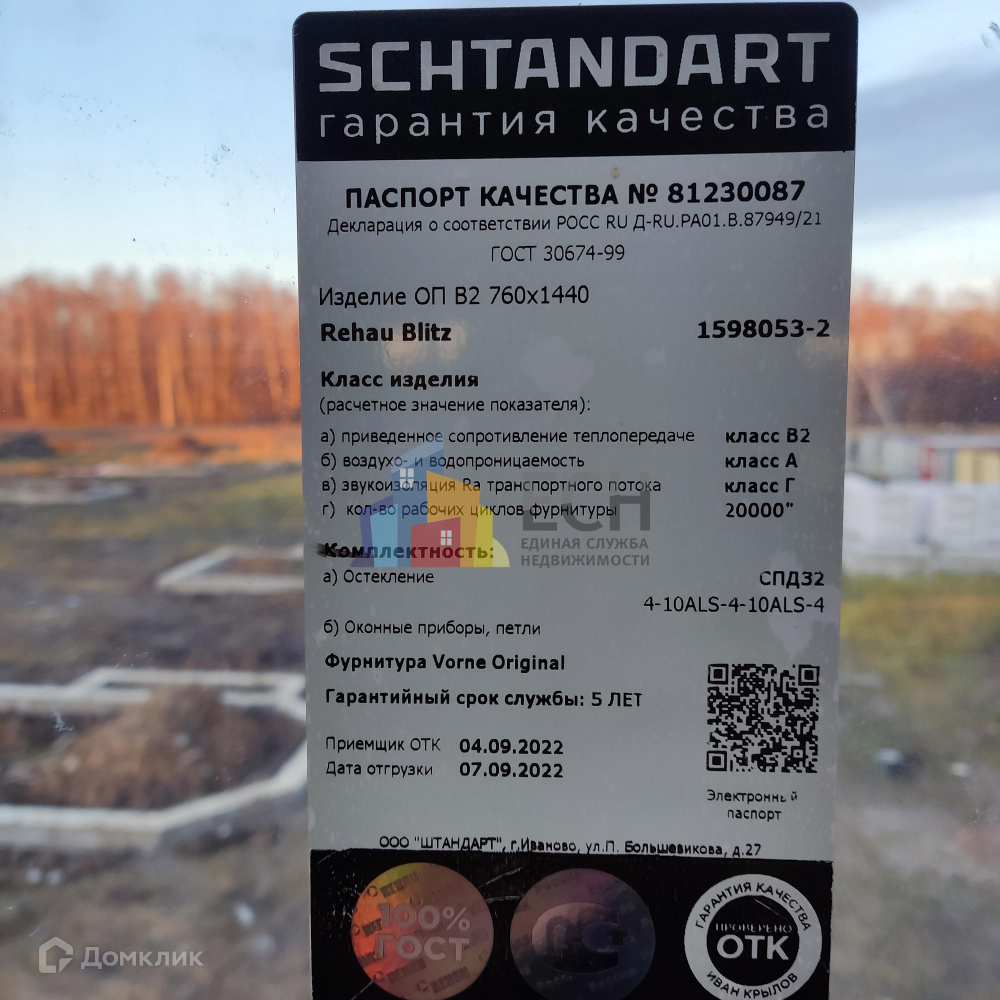 SCHTANDART
гарантия качества
ПАСПОРТ КАЧЕСТВА № 81230087
Декларация о соответствии РОСС RU Д-RU.РА01.В.87949/21
ГОСТ 30674-99
Изделие ОП В2 760х1440
Rehau Blitz 1598053-2
Класс изделия
(расчетное значение показателя):
а) приведенное сопротивление теплопередаче класс В2
б) воздухо- и водопроницаемость класс А
в) звукоизоляция Ra транспортного потока класс Г
г) кол-во рабочих циклов фурнитуры 20000"
ЕСН
ЕДИНАЯ СЛУЖБА
НЕДВИЖИМОСТИ
Комплектность:
а) Остекление СПД32
4-10ALS-4-10ALS-4
б) Оконные приборы, петли
Фурнитура Vorne Original
Гарантийный срок службы: 5 ЛЕТ
Приемщик ОТК 04.09.2022
Дата отгрузки 07.09.2022
Электронный
паспорт
ООО "ШТАНДАРТ", г.Иваново, ул.П. Большевикова, д.27
100%
ГОСТ
ГАРАНТИЯ КАЧЕСТВА
ПРОВЕРЕНО
ОТК
ИВАН КРЫЛОВ
Домклик